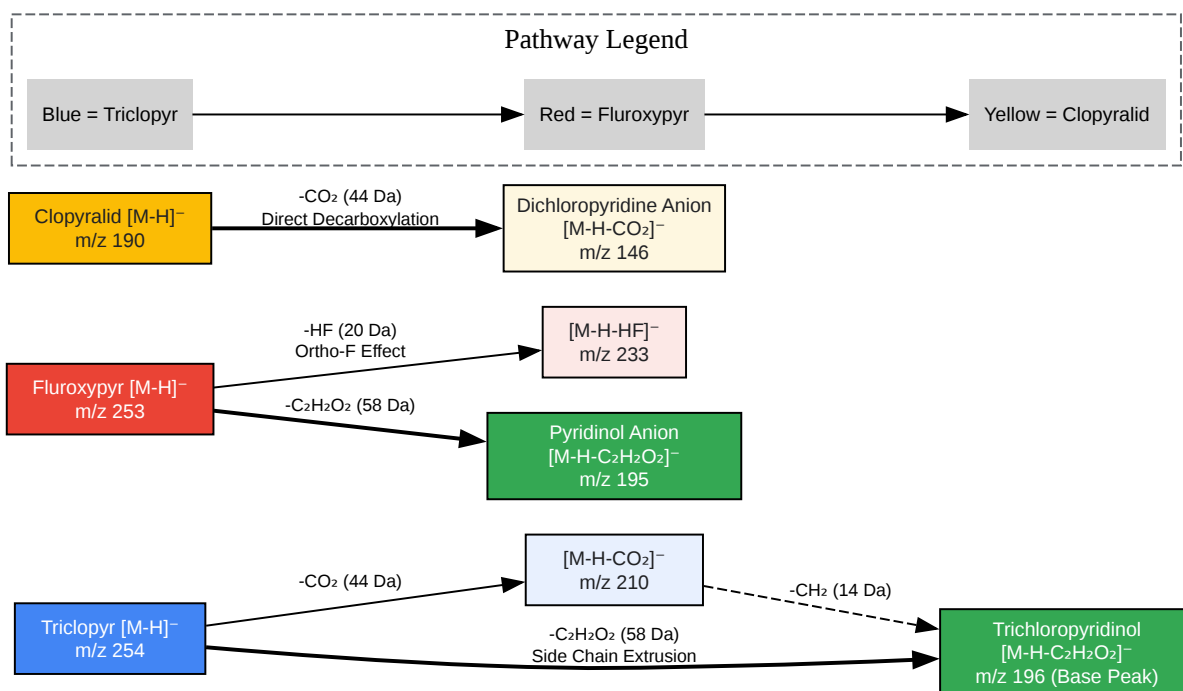 Pathway Legend
Blue = Triclopyr
Red = Fluroxypyr
Yellow = Clopyralid
Clopyralid [M-H]⁻
m/z 190
-CO₂ (44 Da)
Direct Decarboxylation
Dichloropyridine Anion
[M-H-CO₂]⁻
m/z 146
Fluroxypyr [M-H]⁻
m/z 253
-HF (20 Da)
Ortho-F Effect
[M-H-HF]⁻
m/z 233
-C₂H₂O₂ (58 Da)
Pyridinol Anion
[M-H-C₂H₂O₂]⁻
m/z 195
Triclopyr [M-H]⁻
m/z 254
-CO₂ (44 Da)
[M-H-CO₂]⁻
m/z 210
-CH₂ (14 Da)
-C₂H₂O₂ (58 Da)
Side Chain Extrusion
Trichloropyridinol
[M-H-C₂H₂O₂]⁻
m/z 196 (Base Peak)